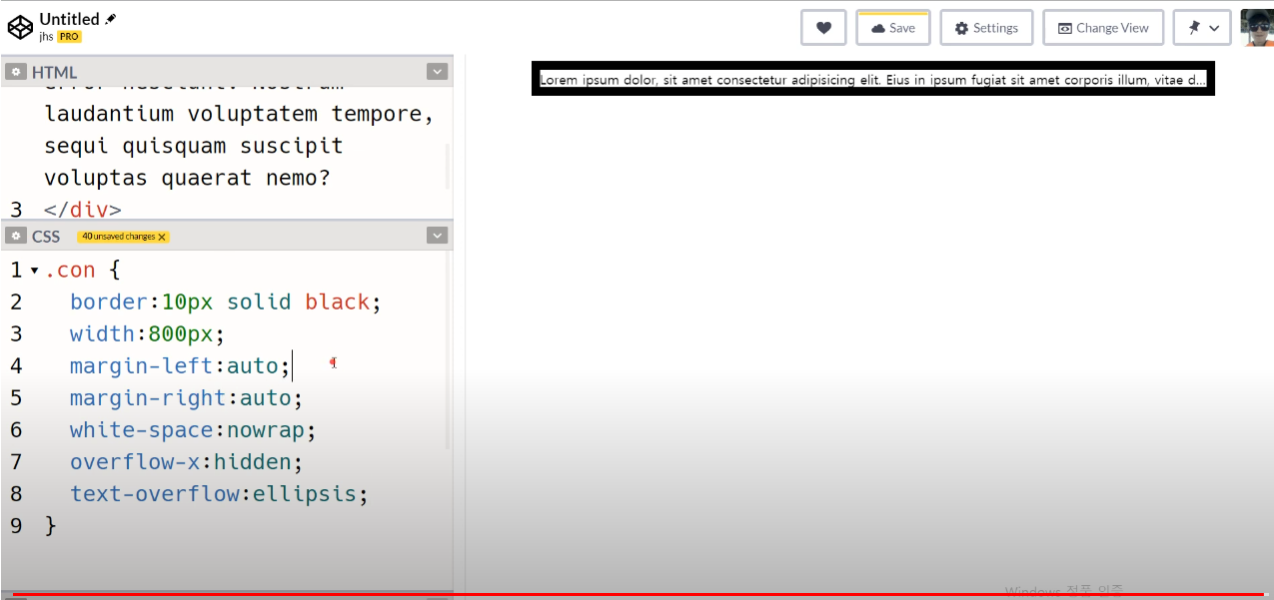 Untitled
jhs PRO
Save
Settings
Change View
HTML
laudantium voluptatem tempore,
sequi quisquam suscipit
voluptas quaerat nemo?
3 </div>
CSS 40 unsaved changes X
1 .con {
2 border:10px solid black;
3 width:800px;
4 margin-left:auto;
5 margin-right:auto;
6 white-space:nowrap;
7 overflow-x:hidden;
8 text-overflow:ellipsis;
9 }
Lorem ipsum dolor, sit amet consectetur adipisicing elit. Eius in ipsum fugiat sit amet corporis illum, vitae d...
Windows 정품 인증